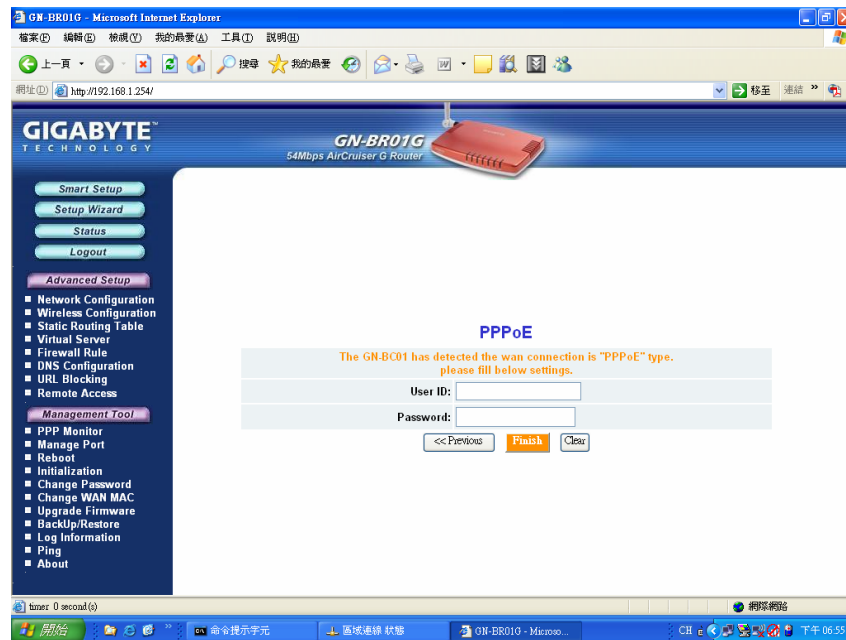 GN-BR01G - Microsoft Internet Explorer
檔案(F) 編輯(E) 檢視(V) 我的最愛(A) 工具(T) 說明(H)
上一頁 搜尋 我的最愛
網址(D) http://192.168.1.254/ 移至 連結 »
GIGABYTE™
TECHNOLOGY
GN-BR01G
54Mbps AirCruiser G Router
Smart Setup
Setup Wizard
Status
Logout
Advanced Setup
Network Configuration
Wireless Configuration
Static Routing Table
Virtual Server
Firewall Rule
DNS Configuration
URL Blocking
Remote Access
Management Tool
PPP Monitor
Manage Port
Reboot
Initialization
Change Password
Change WAN MAC
Upgrade Firmware
BackUp/Restore
Log Information
Ping
About
PPPoE
The GN-BC01 has detected the wan connection is "PPPoE" type.
please fill below settings.
User ID:
Password:
<< Previous Finish Clear
timer 0 second(s) 網際網路
開始 » 命令提示字元 區域連線 狀態 GN-BR01G - Microso... CH 下午 06:55